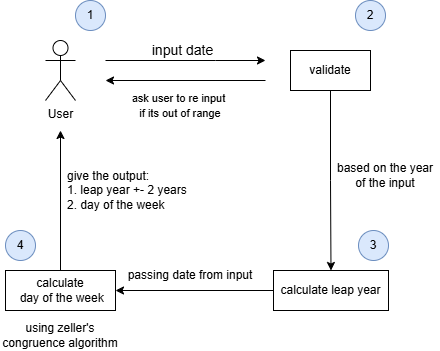 1
2
input date
validate
ask user to re input
if its out of range
User
based on the year
of the input
give the output:
1. leap year +- 2 years
2. day of the week
4
3
calculate
day of the week
passing date from input
calculate leap year
using zeller's
congruence algorithm